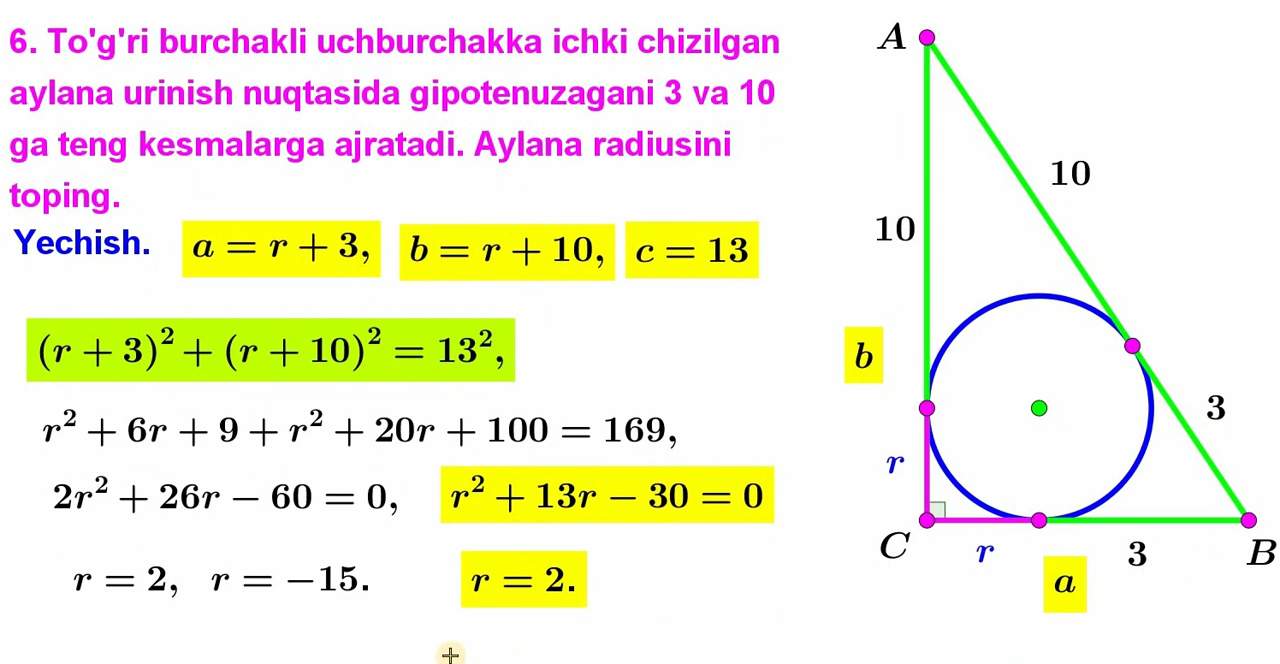 6. To'g'ri burchakli uchburchakka ichki chizilgan
aylana urinish nuqtasida gipotenuzagani 3 va 10
ga teng kesmalarga ajratadi. Aylana radiusini
toping.
Yechish. a = r + 3, b = r + 10, c = 13
(r + 3)² + (r + 10)² = 13²,
r² + 6r + 9 + r² + 20r + 100 = 169,
2r² + 26r − 60 = 0, r² + 13r − 30 = 0
r = 2, r = −15. r = 2.
A
10
10
b
3
r
C
r
3
B
a